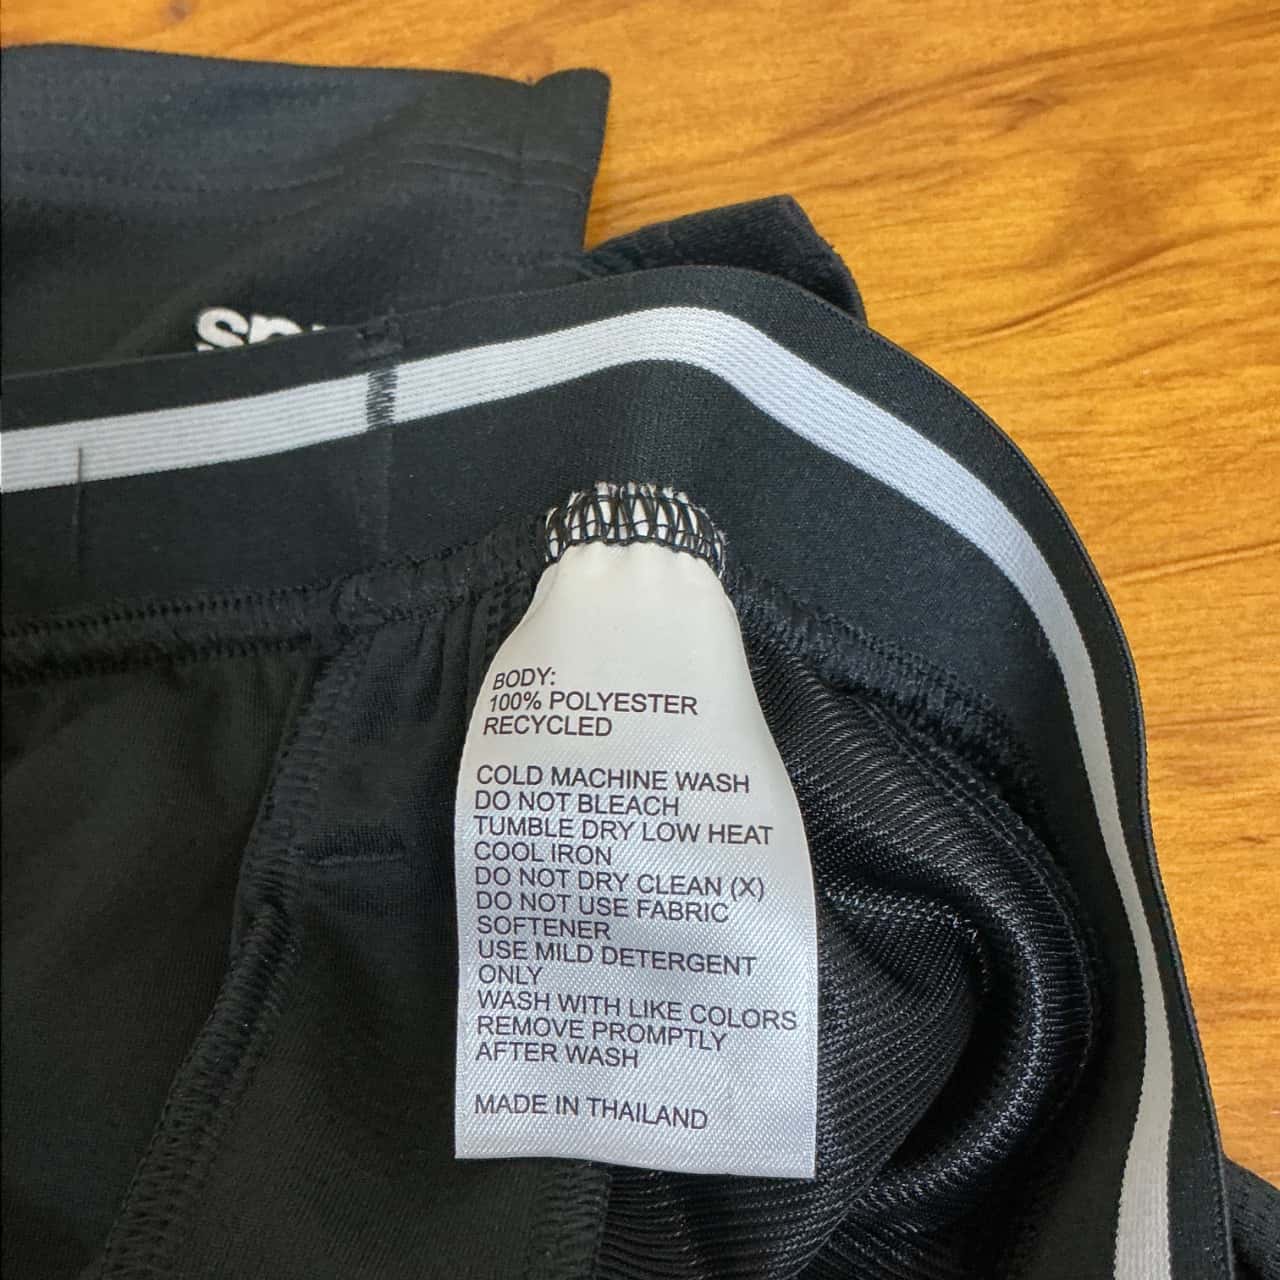 BODY:
100% POLYESTER
RECYCLED
COLD MACHINE WASH
DO NOT BLEACH
TUMBLE DRY LOW HEAT
COOL IRON
DO NOT DRY CLEAN (X)
DO NOT USE FABRIC
SOFTENER
USE MILD DETERGENT
ONLY
WASH WITH LIKE COLORS
REMOVE PROMPTLY
AFTER WASH
MADE IN THAILAND